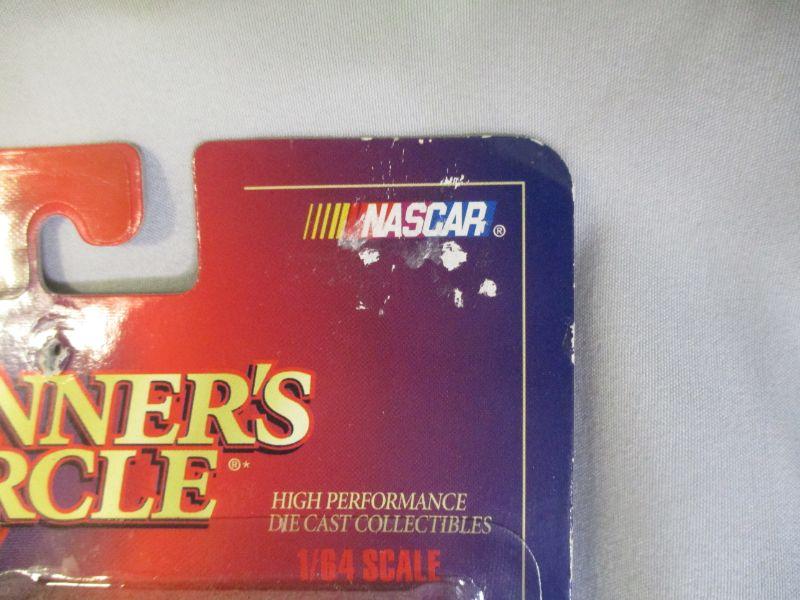 NASCAR®
NNER'S
RCLE®*
HIGH PERFORMANCE
DIE CAST COLLECTIBLES
1/64 SCALE